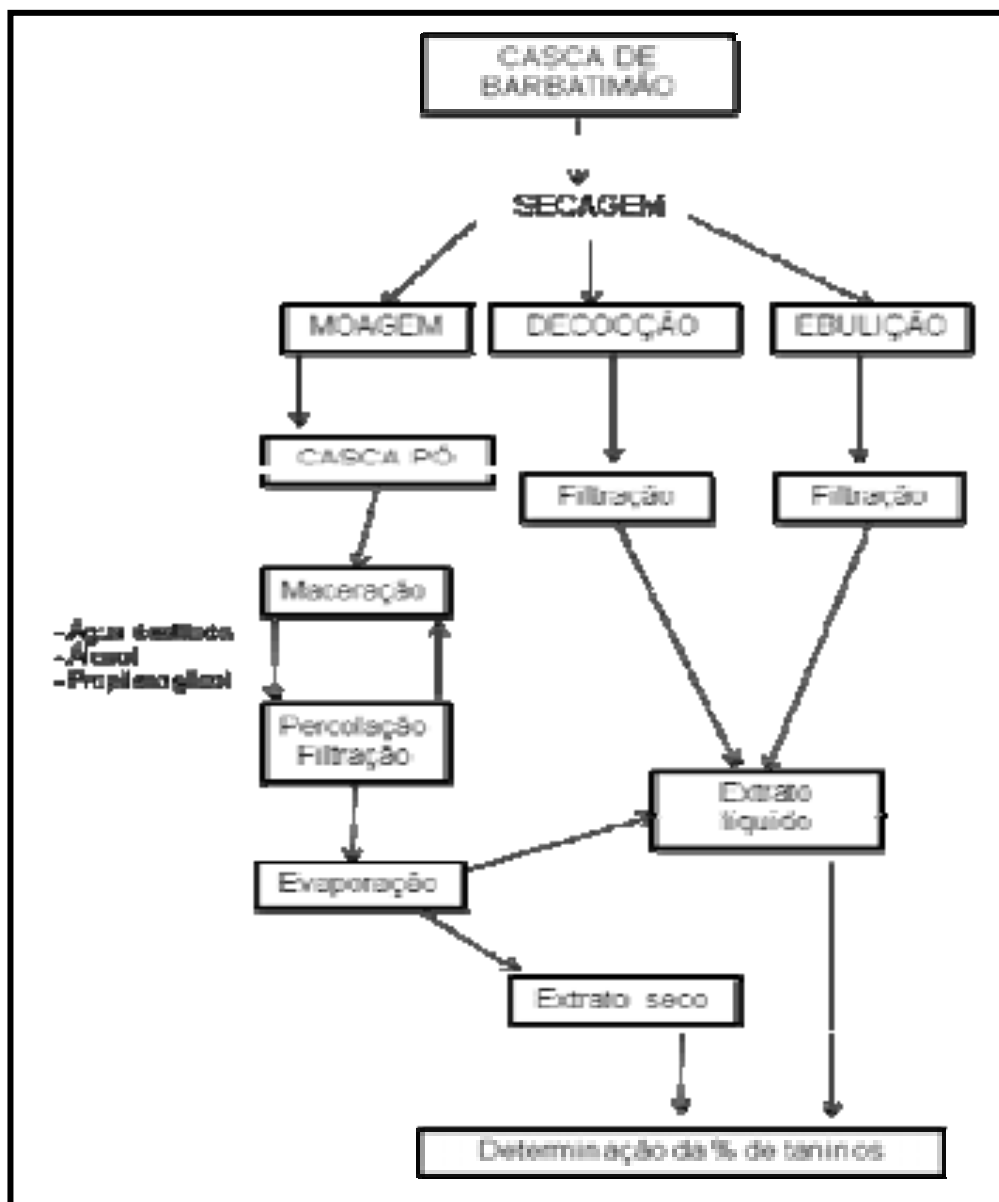 CASCA DE
BARBATIMÃO
SECAGEM
MOAGEM
DECOCÇÃO
EBULIÇÃO
CASCA PÓ
Filtração
Filtração
Maceração
- Água destilada
- Álcool
- Propilenoglicol
Percolação
Filtração
Extrato
líquido
Evaporação
Extrato seco
Determinação da % de taninos